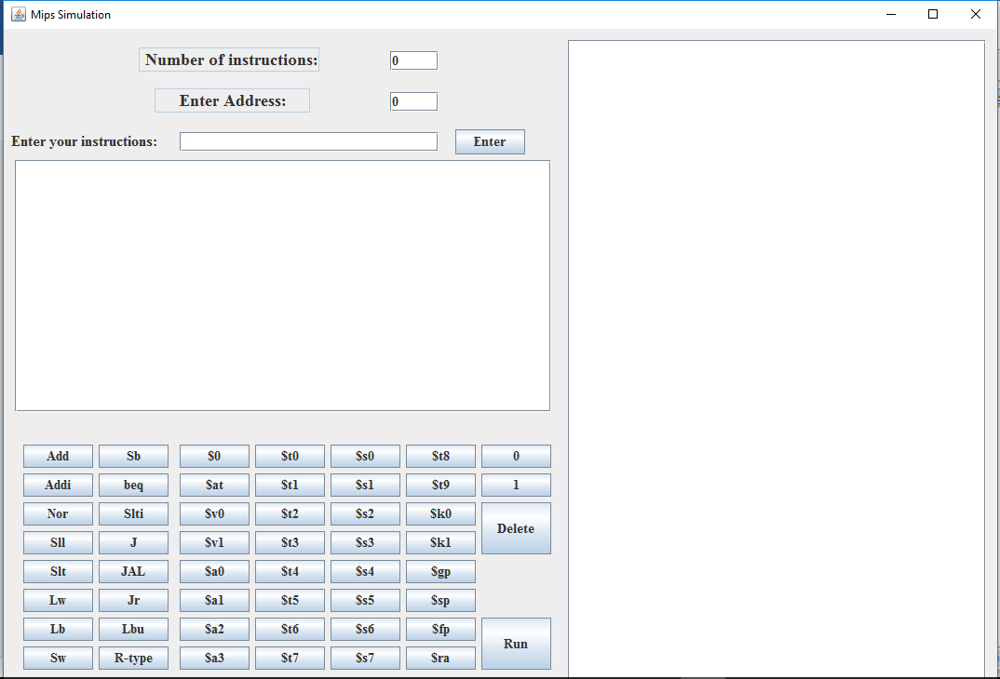 Mips Simulation
Number of instructions: 0
Enter Address: 0
Enter your instructions: Enter
Add Sb $0 $t0 $s0 $t8 0
Addi beq $at $t1 $s1 $t9 1
Nor Slti $v0 $t2 $s2 $k0
Delete
Sll J $v1 $t3 $s3 $k1
Slt JAL $a0 $t4 $s4 $gp
Lw Jr $a1 $t5 $s5 $sp
Lb Lbu $a2 $t6 $s6 $fp
Run
Sw R-type $a3 $t7 $s7 $ra